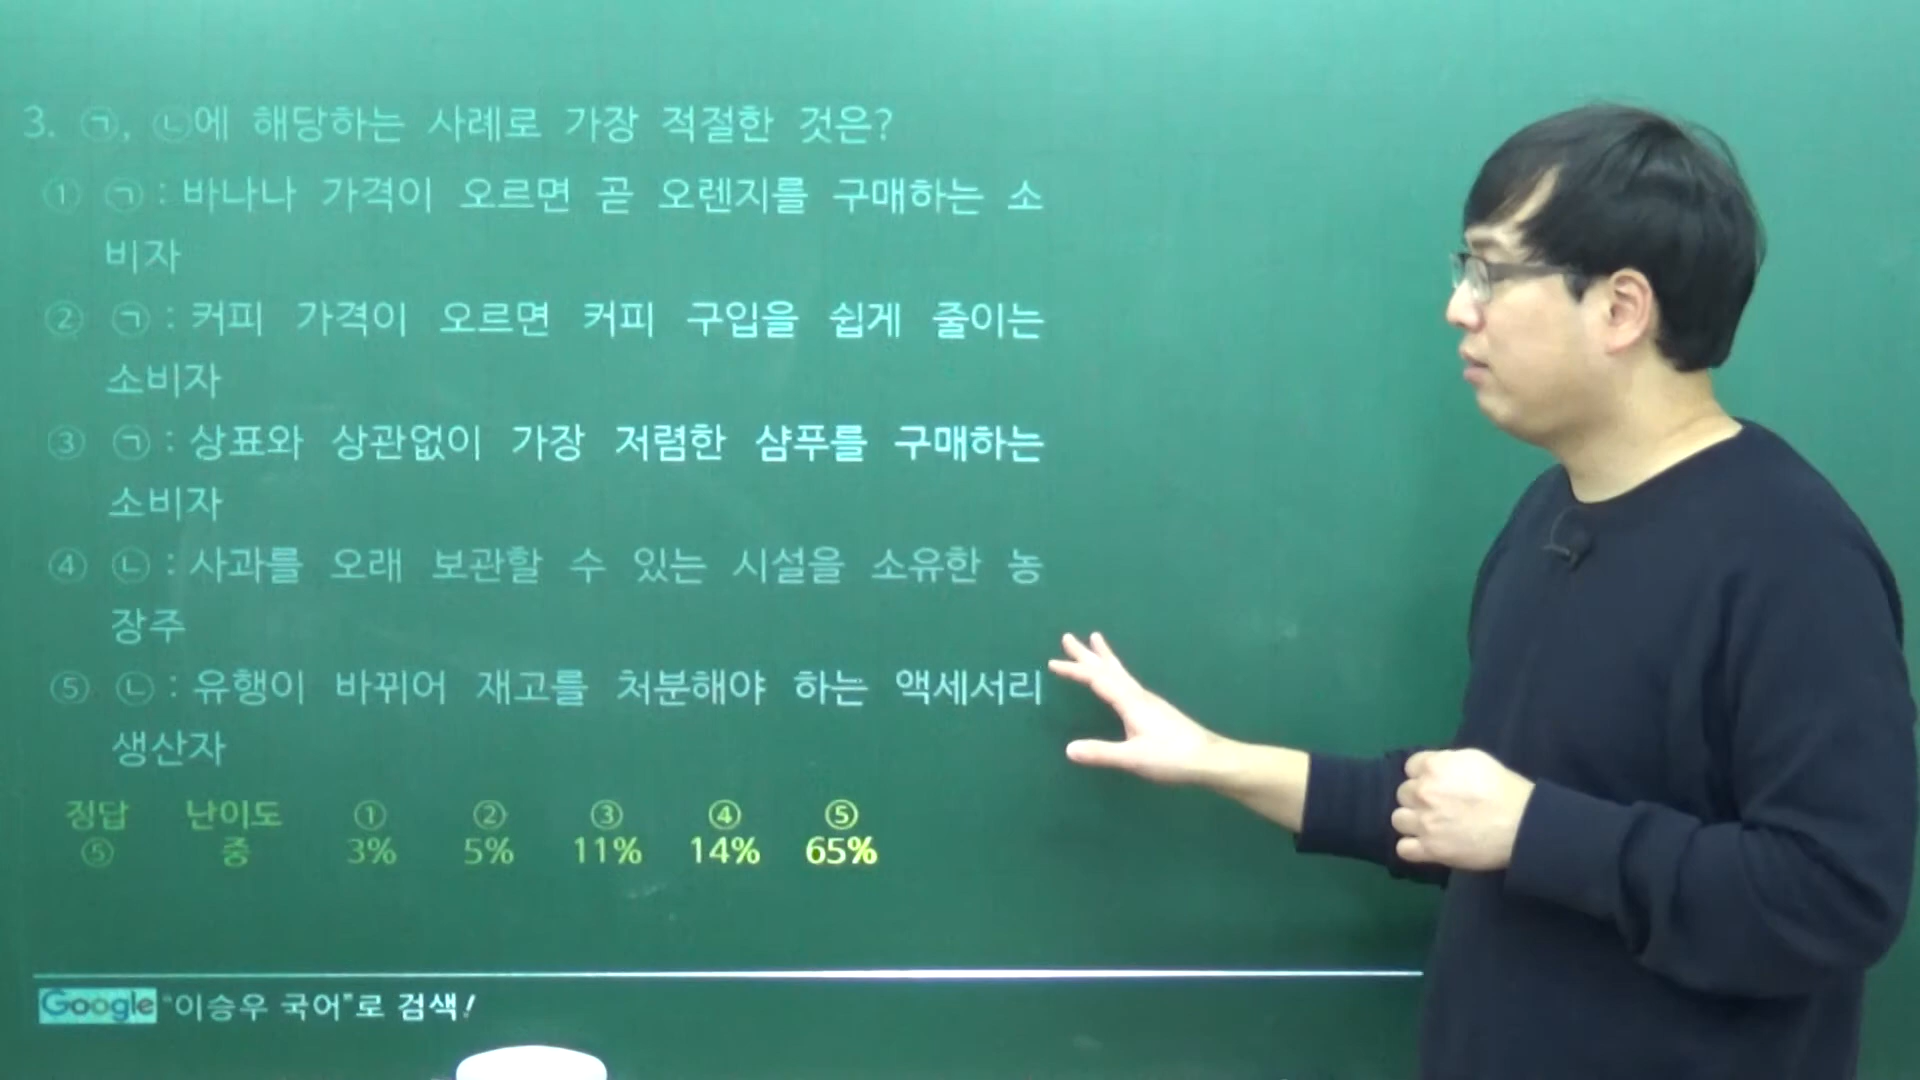 3. ㉠, ㉡에 해당하는 사례로 가장 적절한 것은?
① ㉠ : 바나나 가격이 오르면 곧 오렌지를 구매하는 소
비자
② ㉠ : 커피 가격이 오르면 커피 구입을 쉽게 줄이는
소비자
③ ㉠ : 상표와 상관없이 가장 저렴한 샴푸를 구매하는
소비자
④ ㉡ : 사과를 오래 보관할 수 있는 시설을 소유한 농
장주
⑤ ㉡ : 유행이 바뀌어 재고를 처분해야 하는 액세서리
생산자
정답 난이도 ① ② ③ ④ ⑤
⑤ 중 3% 5% 11% 14% 65%
Google "이승우 국어"로 검색!